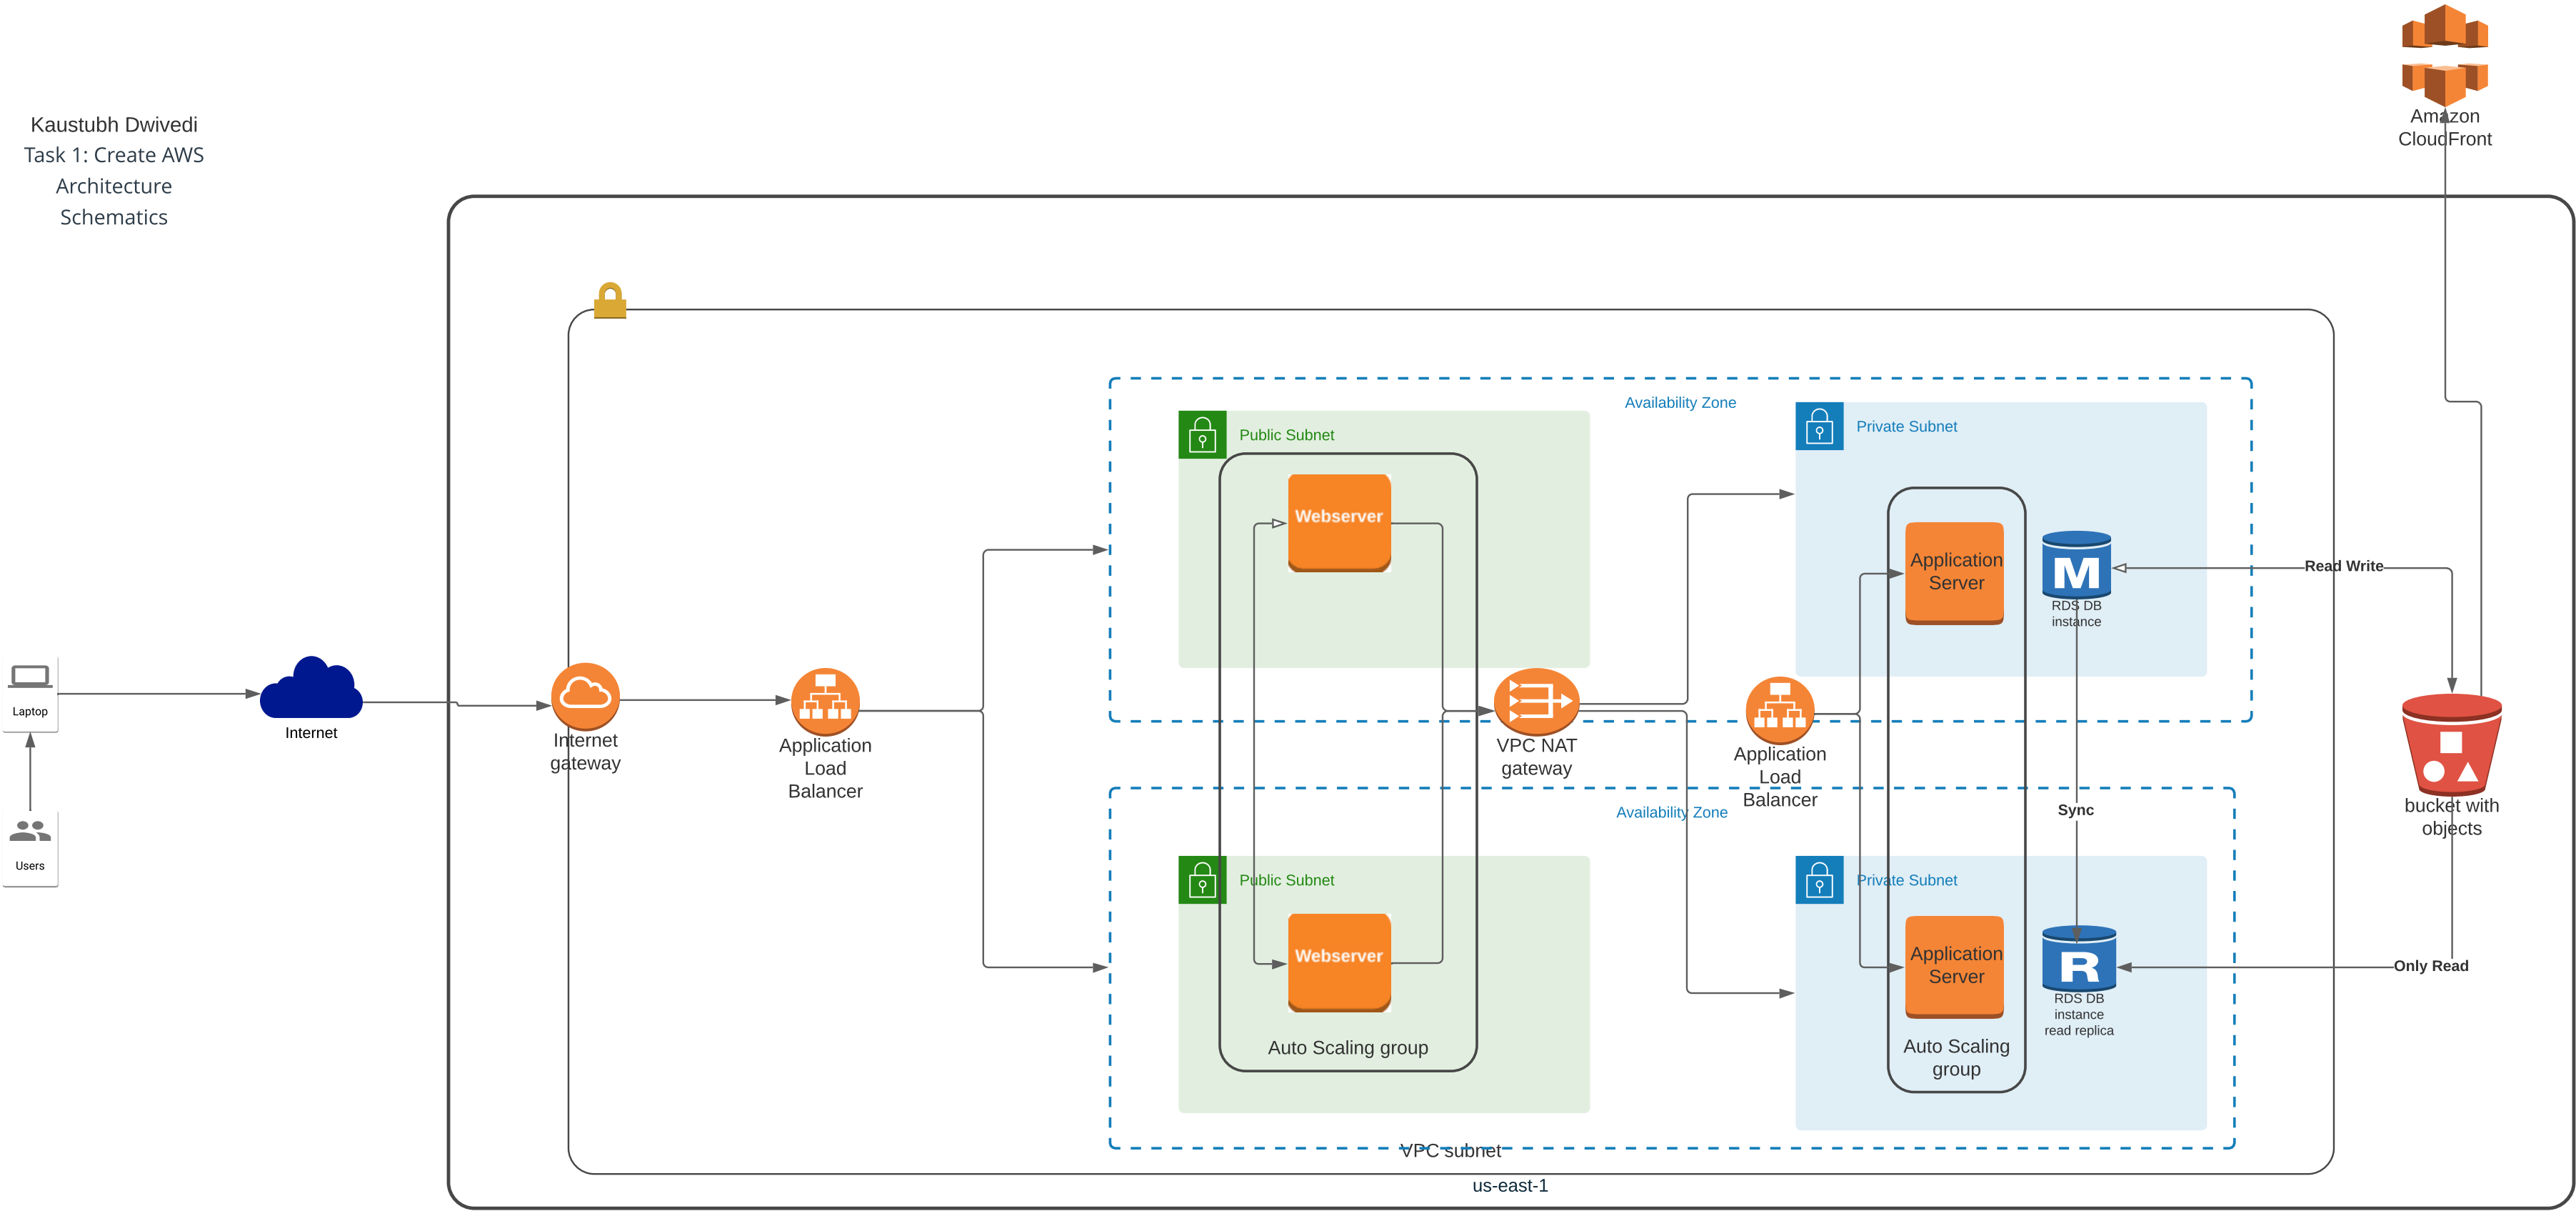 Amazon
CloudFront
Kaustubh Dwivedi
Task 1: Create AWS
Architecture
Schematics
Availability Zone
Public Subnet
Private Subnet
Webserver
Application
Server
M
RDS DB
instance
Read Write
Laptop
Internet
Internet
gateway
Application
Load
Balancer
VPC NAT
gateway
Application
Load
Balancer
Availability Zone
Sync
bucket with
objects
Users
Public Subnet
Private Subnet
Webserver
Application
Server
R
RDS DB
instance
read replica
Only Read
Auto Scaling group
Auto Scaling
group
VPC subnet
us-east-1